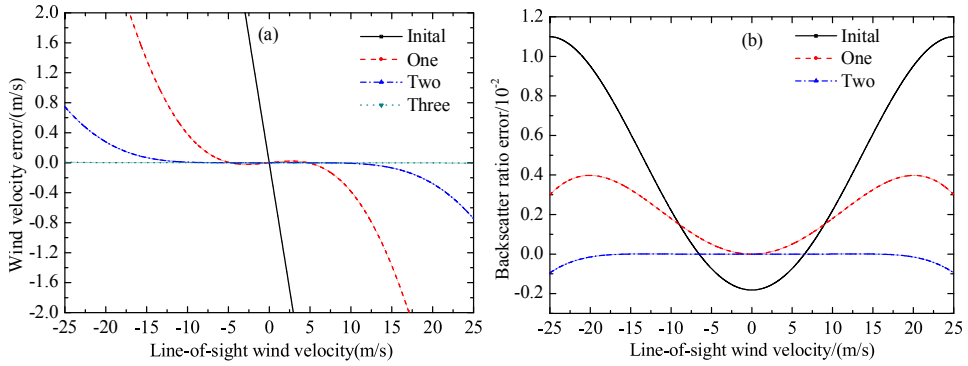 (a)
Inital
One
Two
Three
2.0
1.6
1.2
0.8
0.4
0.0
-0.4
-0.8
-1.2
-1.6
-2.0
Wind velocity error/(m/s)
-25 -20 -15 -10 -5 0 5 10 15 20 25
Line-of-sight wind velocity(m/s)
(b)
Inital
One
Two
1.2
1.0
0.8
0.6
0.4
0.2
0.0
-0.2
Backscatter ratio error/10⁻²
-25 -20 -15 -10 -5 0 5 10 15 20 25
Line-of-sight wind velocity/(m/s)